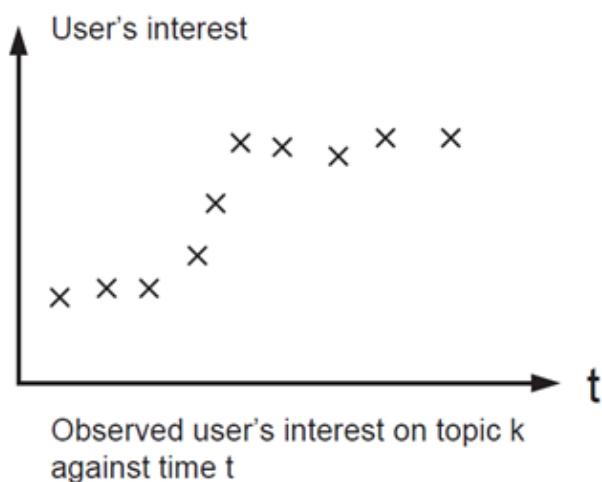 User's interest
t
Observed user's interest on topic k
against time t